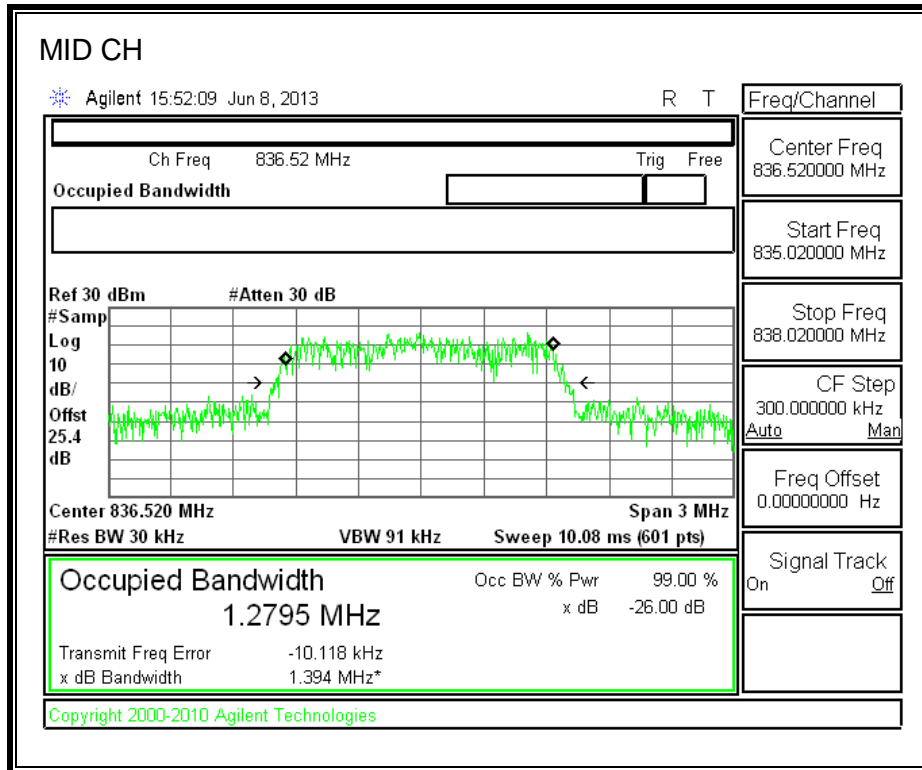 MID CH
Agilent 15:52:09 Jun 8, 2013 R T
Freq/Channel
Ch Freq 836.52 MHz Trig Free
Occupied Bandwidth
Center Freq
836.520000 MHz
Start Freq
835.020000 MHz
Stop Freq
838.020000 MHz
CF Step
300.000000 kHz
Auto Man
Freq Offset
0.00000000 Hz
Signal Track
On Off
Ref 30 dBm #Atten 30 dB
#Samp
Log
10
dB/
Offst
25.4
dB
Center 836.520 MHz Span 3 MHz
#Res BW 30 kHz VBW 91 kHz Sweep 10.08 ms (601 pts)
Occupied Bandwidth
1.2795 MHz
Occ BW % Pwr 99.00 %
x dB -26.00 dB
Transmit Freq Error -10.118 kHz
x dB Bandwidth 1.394 MHz*
Copyright 2000-2010 Agilent Technologies